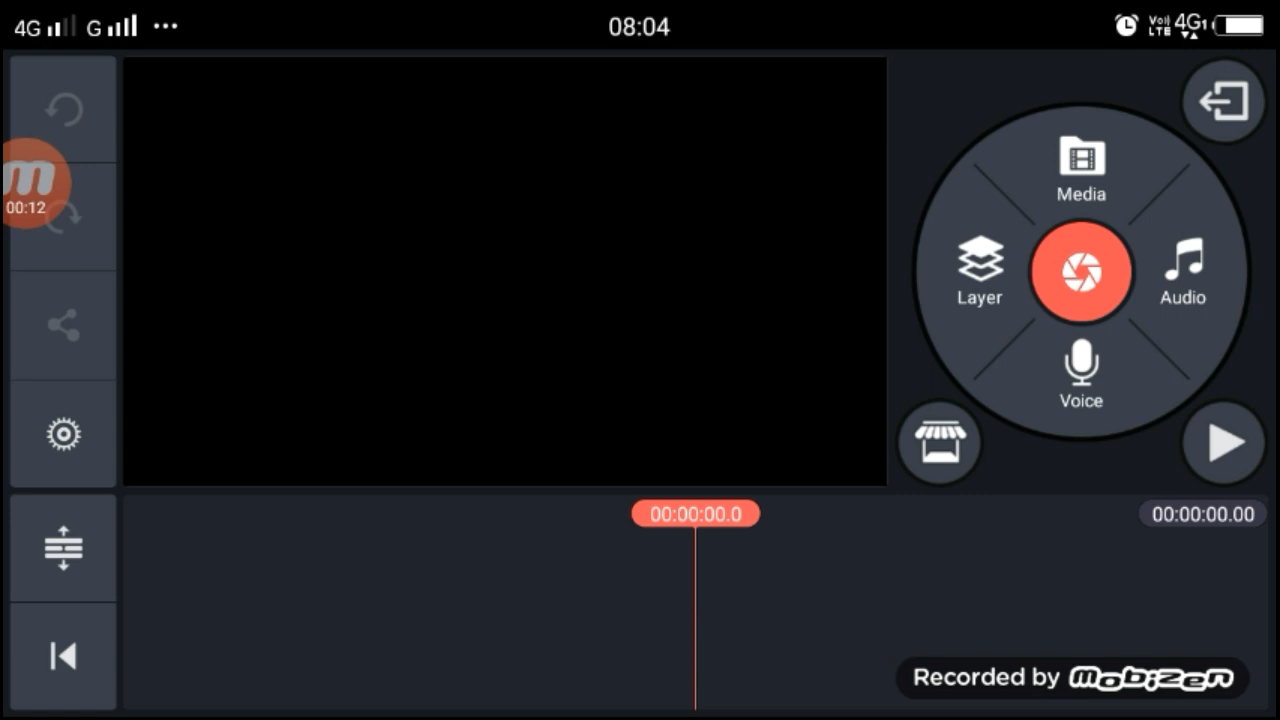 4G G ... 08:04 Vo)) LTE 4G 1
m
00:12
Media
Layer
Audio
Voice
00:00:00.0
00:00:00.00
Recorded by mobizen